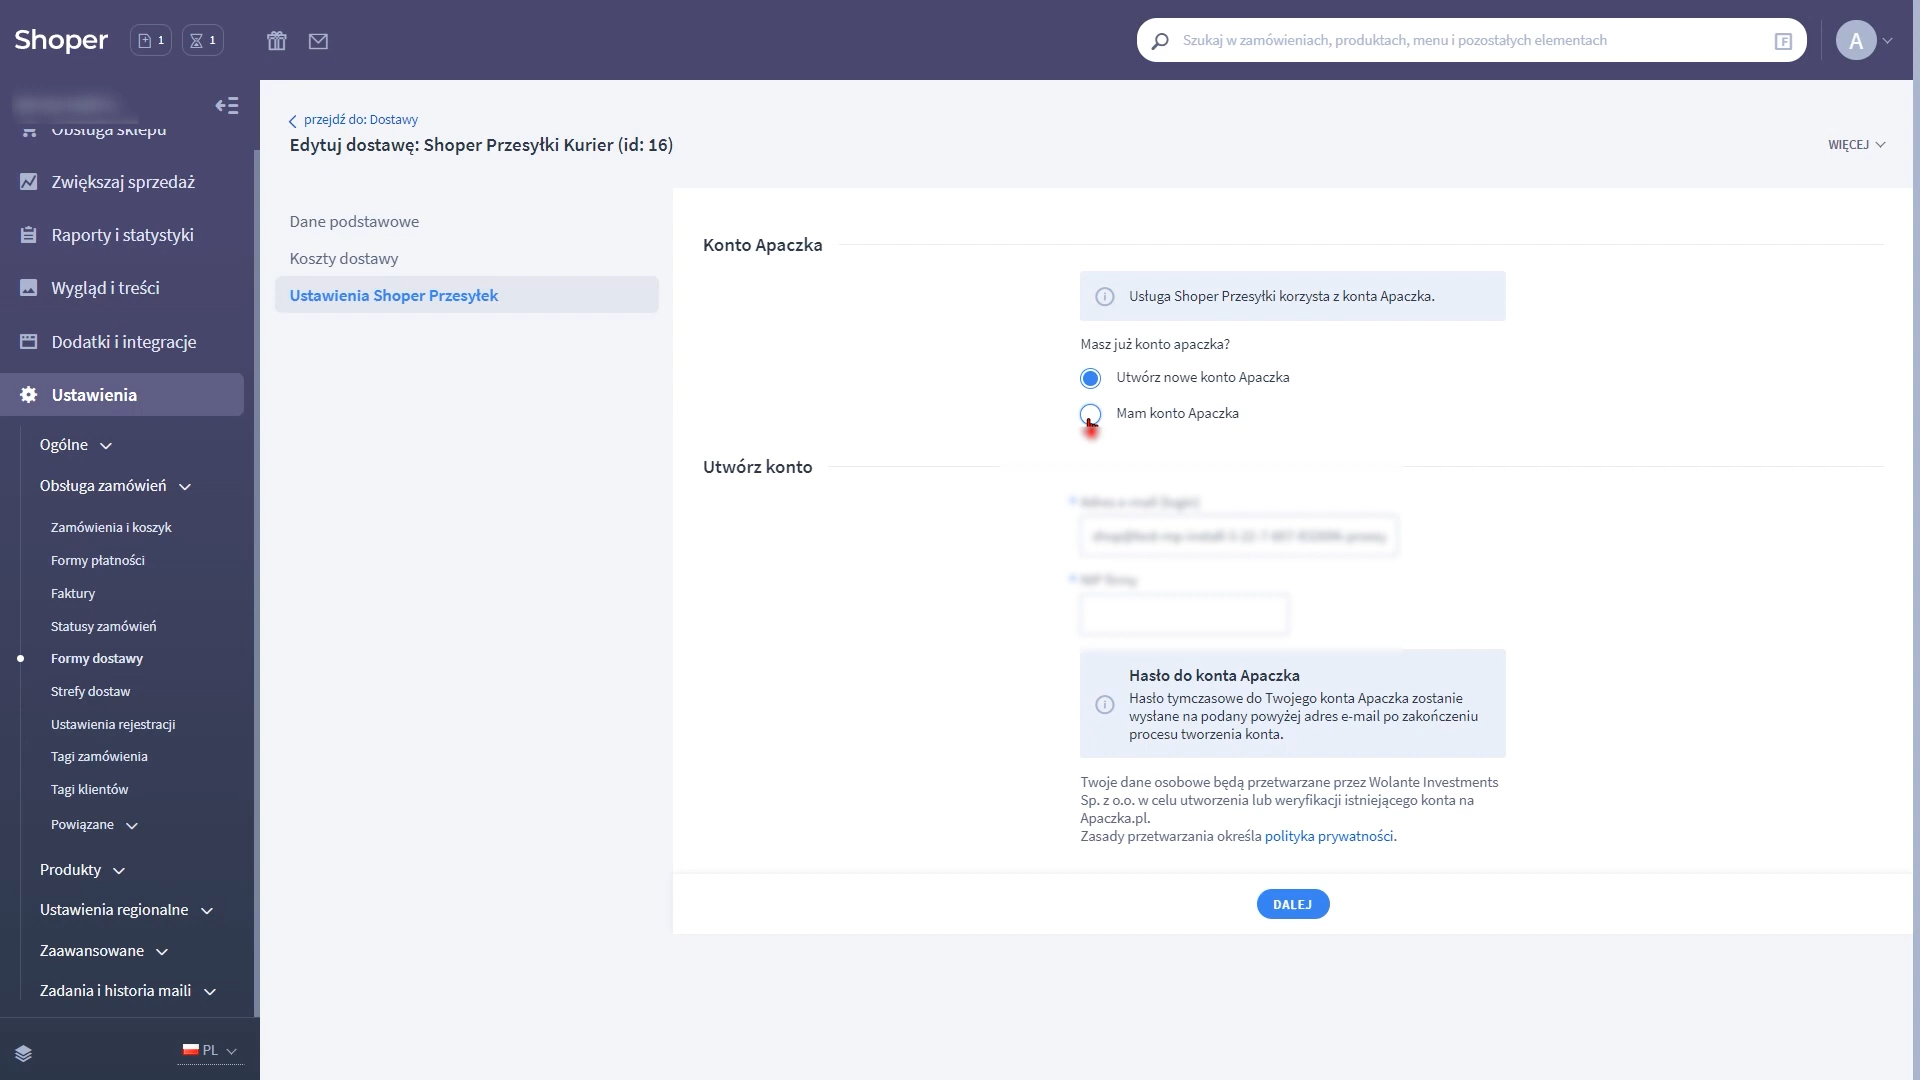 Shoper
1
1
Szukaj w zamówieniach, produktach, menu i pozostałych elementach
F
A
Obsługa sklepu
Zwiększaj sprzedaż
Raporty i statystyki
Wygląd i treści
Dodatki i integracje
Ustawienia
Ogólne
Obsługa zamówień
Zamówienia i koszyk
Formy płatności
Faktury
Statusy zamówień
Formy dostawy
Strefy dostaw
Ustawienia rejestracji
Tagi zamówienia
Tagi klientów
Powiązane
Produkty
Ustawienia regionalne
Zaawansowane
Zadania i historia maili
PL
przejdź do: Dostawy
Edytuj dostawę: Shoper Przesyłki Kurier (id: 16)
WIĘCEJ
Dane podstawowe
Koszty dostawy
Ustawienia Shoper Przesyłek
Konto Apaczka
Usługa Shoper Przesyłki korzysta z konta Apaczka.
Masz już konto apaczka?
Utwórz nowe konto Apaczka
Mam konto Apaczka
Utwórz konto
Hasło do konta Apaczka
Hasło tymczasowe do Twojego konta Apaczka zostanie
wysłane na podany powyżej adres e-mail po zakończeniu
procesu tworzenia konta.
Twoje dane osobowe będą przetwarzane przez Wolante Investments
Sp. z o.o. w celu utworzenia lub weryfikacji istniejącego konta na
Apaczka.pl.
Zasady przetwarzania określa polityka prywatności.
DALEJ